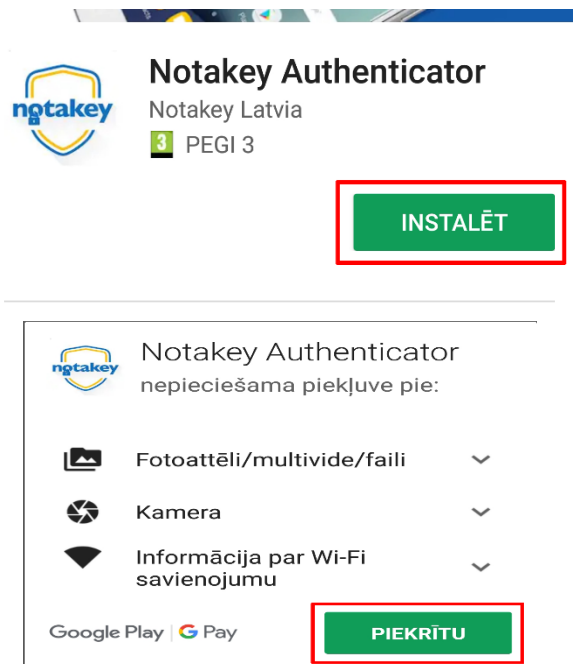 Notakey Authenticator
notakey
Notakey Latvia
3 PEGI 3
INSTALĒT
Notakey Authenticator
notakey
nepieciešama piekļuve pie:
Fotoattēli/multivide/faili
Kamera
Informācija par Wi-Fi
savienojumu
Google Play | G Pay
PIEKRĪTU